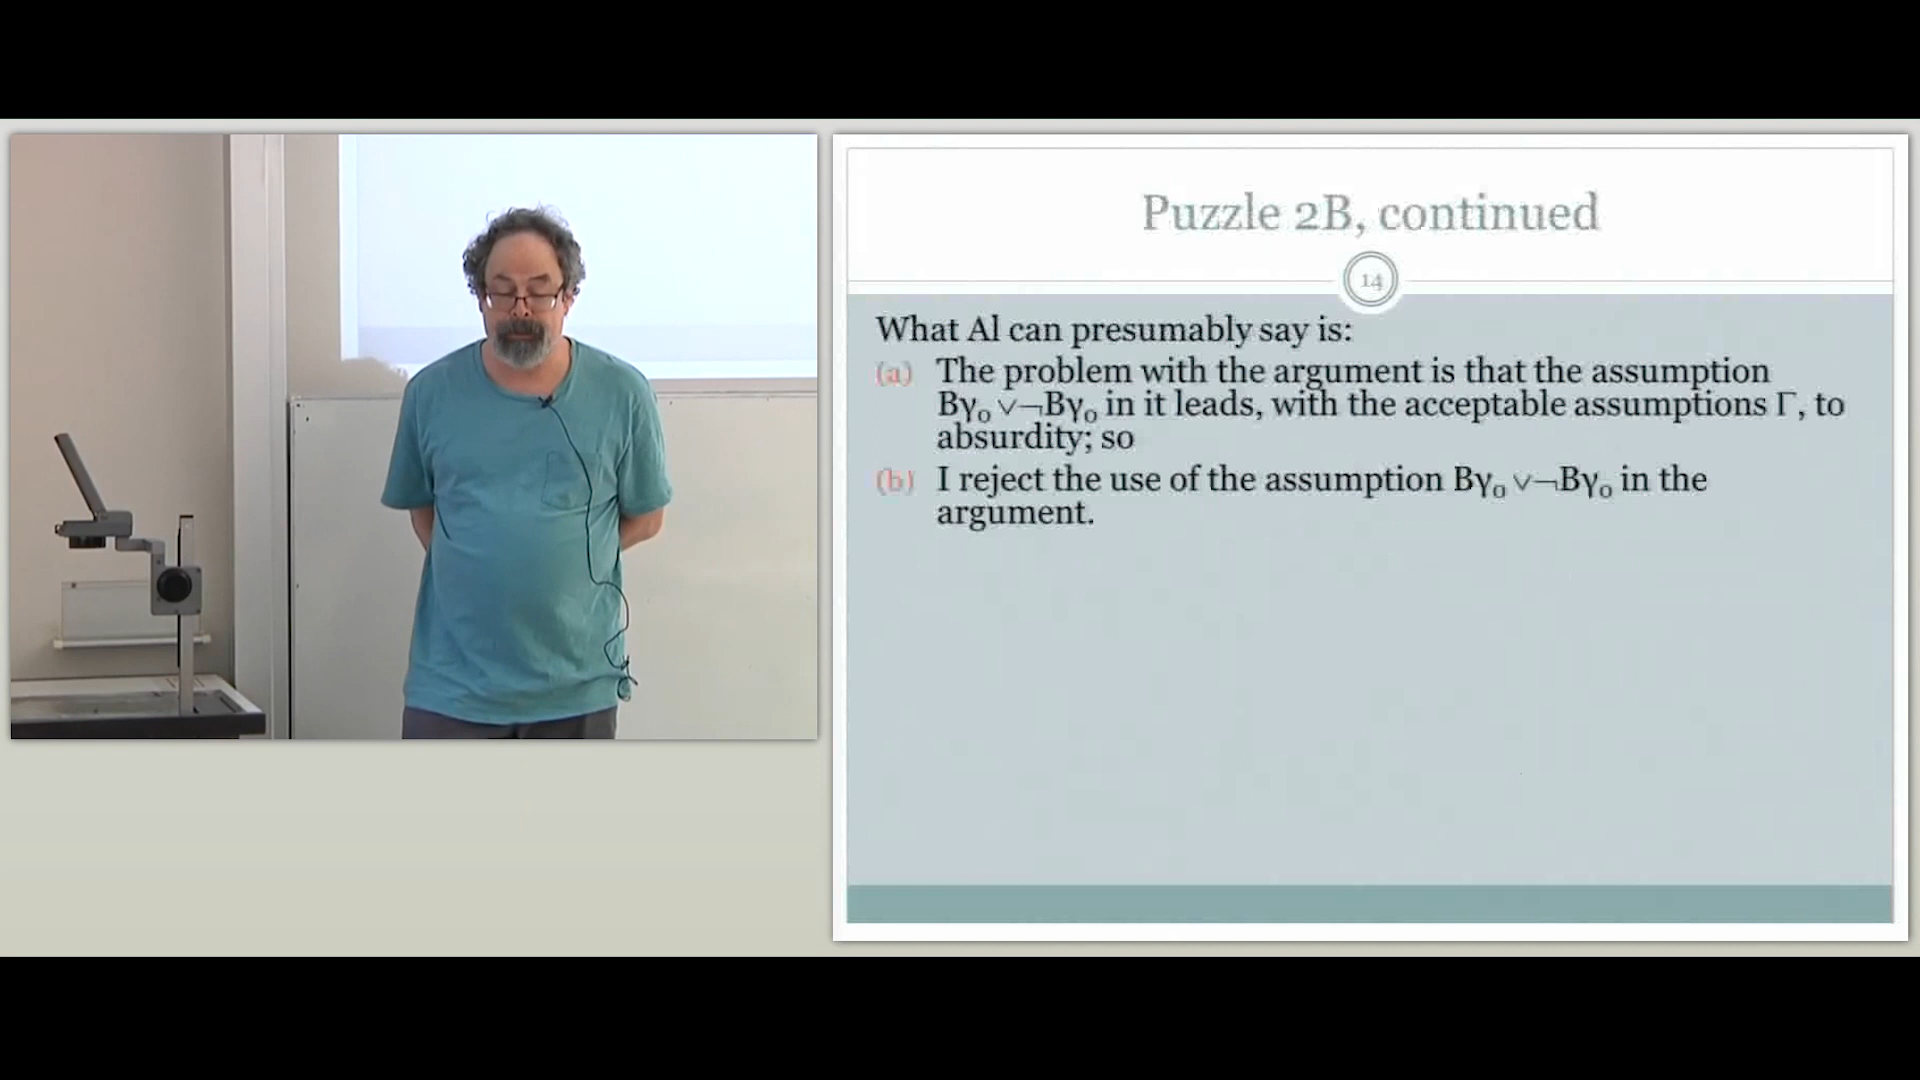 Puzzle 2B, continued
14
What Al can presumably say is:
(a) The problem with the argument is that the assumption
Bγ₀ ∨¬Bγ₀ in it leads, with the acceptable assumptions Γ, to
absurdity; so
(b) I reject the use of the assumption Bγ₀ ∨¬Bγ₀ in the
argument.